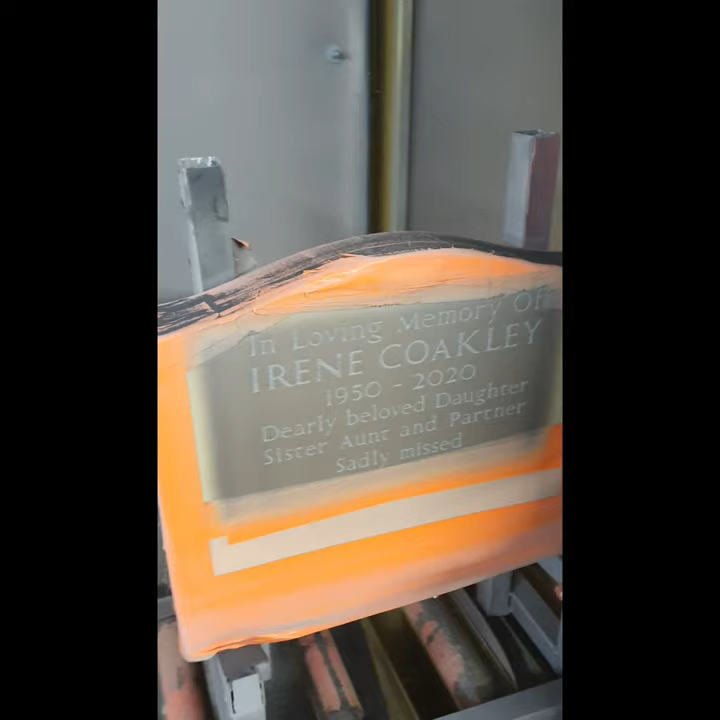 In Loving Memory Of
IRENE COAKLEY
1950 - 2020
Dearly beloved Daughter
Sister Aunt and Partner
Sadly missed